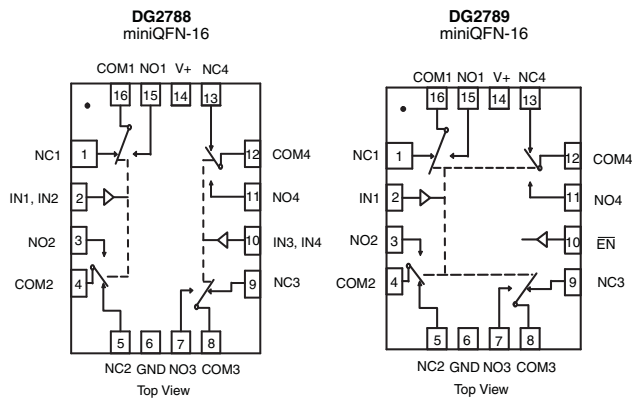 DG2788
miniQFN-16
COM1 NO1 V+ NC4
16 15 14 13
NC1 1
12 COM4
IN1, IN2 2
11 NO4
NO2 3
10 IN3, IN4
COM2 4
9 NC3
5 6 7 8
NC2 GND NO3 COM3
Top View
DG2789
miniQFN-16
COM1 NO1 V+ NC4
16 15 14 13
NC1 1
12 COM4
IN1 2
11 NO4
NO2 3
10 EN
COM2 4
9 NC3
5 6 7 8
NC2 GND NO3 COM3
Top View